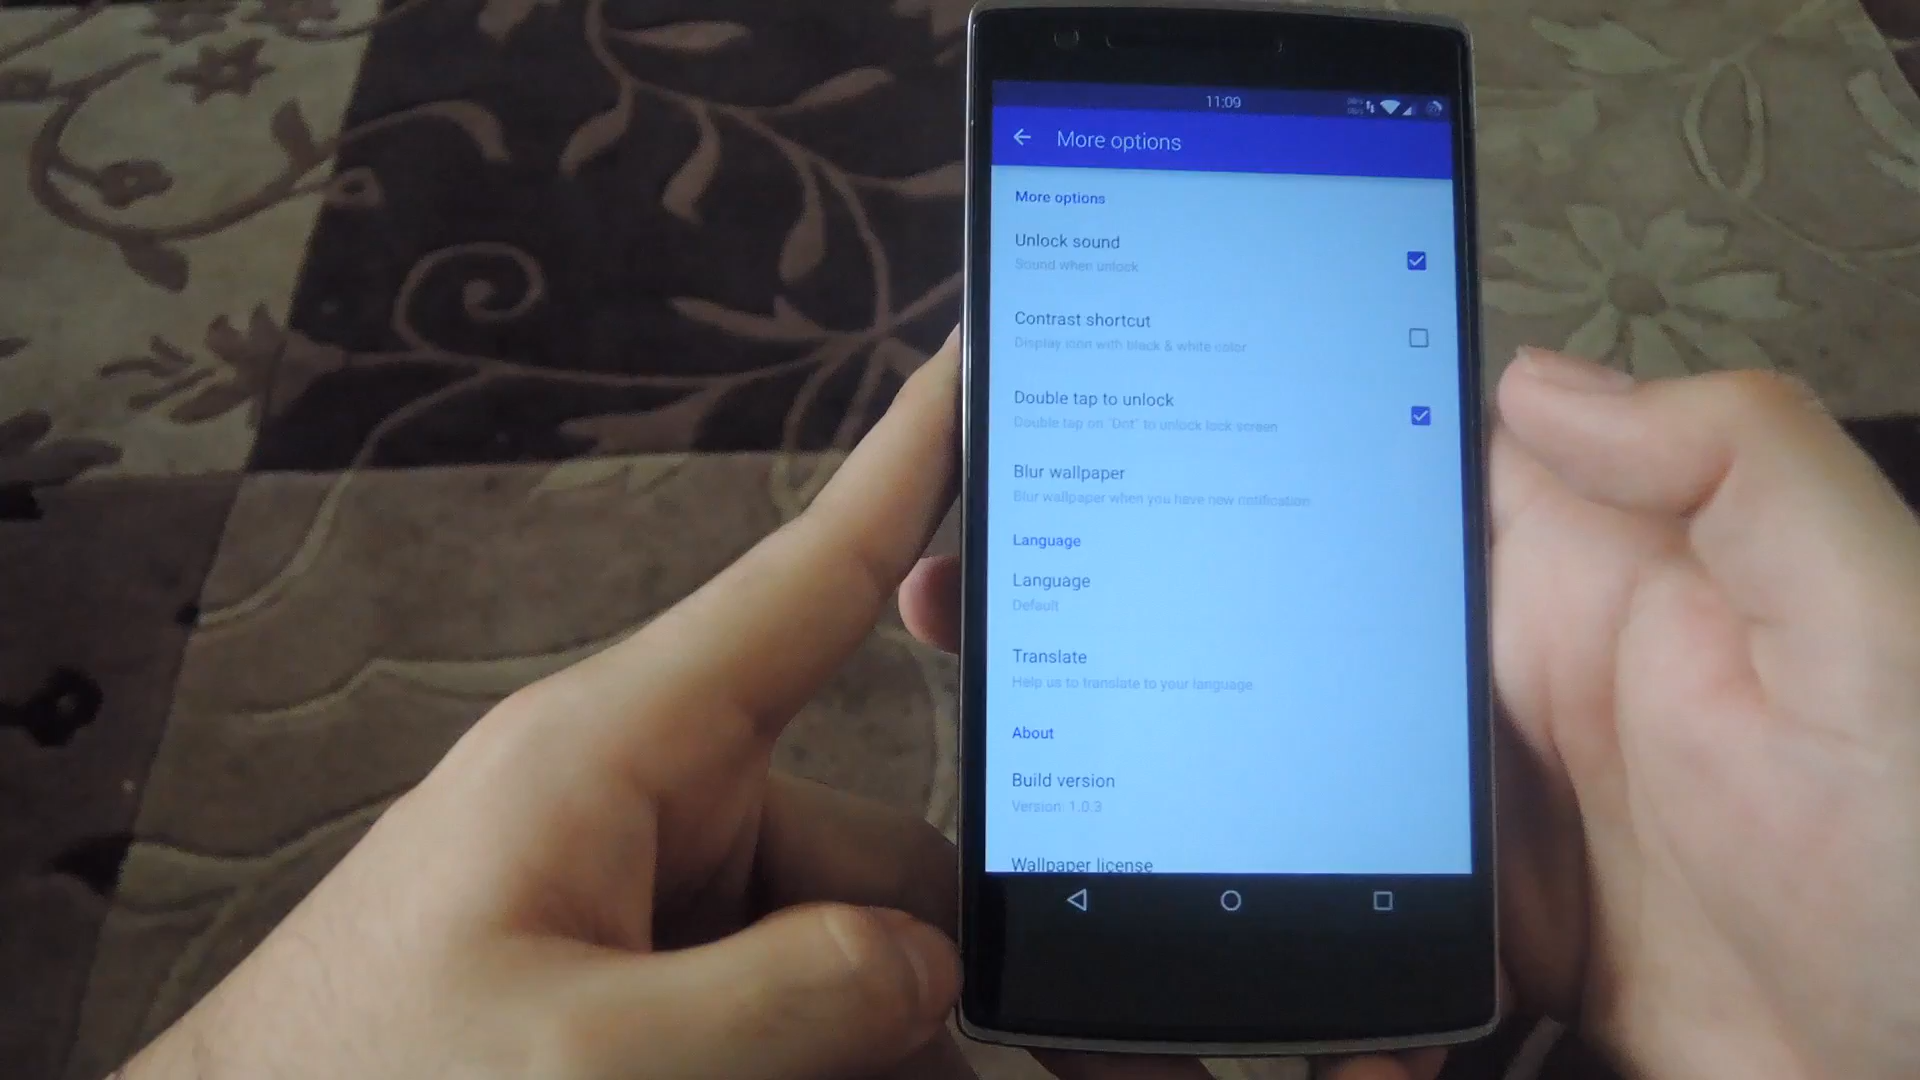 11:09
More options
More options
Unlock sound
Sound when unlock
Contrast shortcut
Display icon with black & white color
Double tap to unlock
Double tap on "Dot" to unlock lock screen
Blur wallpaper
Blur wallpaper when you have new notification
Language
Language
Default
Translate
Help us to translate to your language
About
Build version
Version: 1.0.3
Wallpaper license